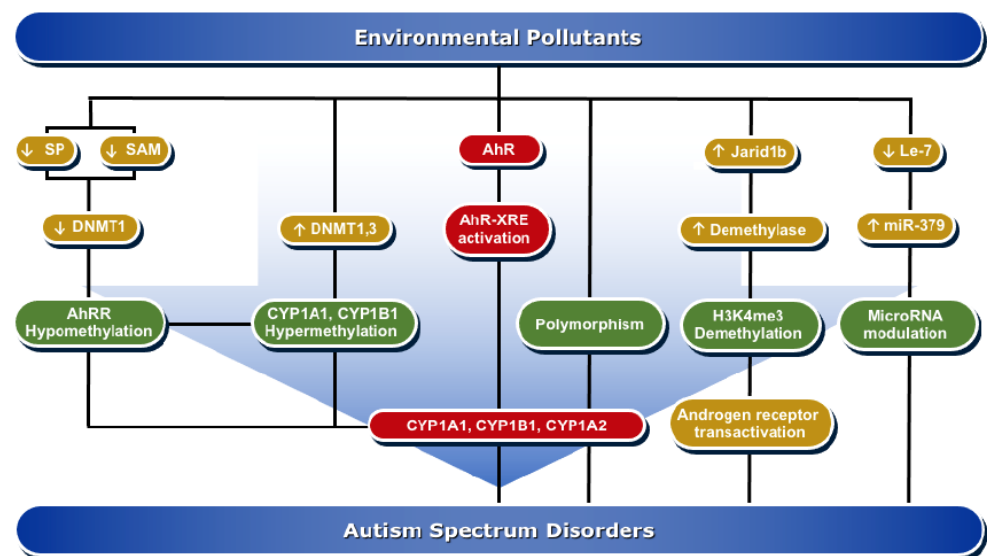 Environmental Pollutants
↓ SP
↓ SAM
AhR
↑ Jarid1b
↓ Le-7
↓ DNMT1
↑ DNMT1,3
AhR-XRE
activation
↑ Demethylase
↑ miR-379
AhRR
Hypomethylation
CYP1A1, CYP1B1
Hypermethylation
Polymorphism
H3K4me3
Demethylation
MicroRNA
modulation
CYP1A1, CYP1B1, CYP1A2
Androgen receptor
transactivation
Autism Spectrum Disorders